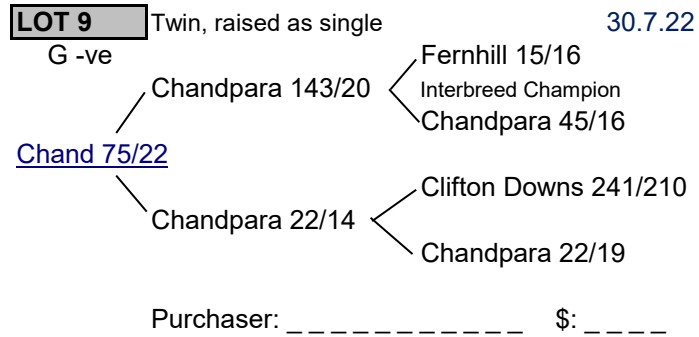 LOT 9 Twin, raised as single 30.7.22
G -ve Fernhill 15/16
Chandpara 143/20 Interbreed Champion
Chandpara 45/16
Chand 75/22
Clifton Downs 241/210
Chandpara 22/14
Chandpara 22/19
Purchaser: _ _ _ _ _ _ _ _ _ _ _ $: _ _ _ _